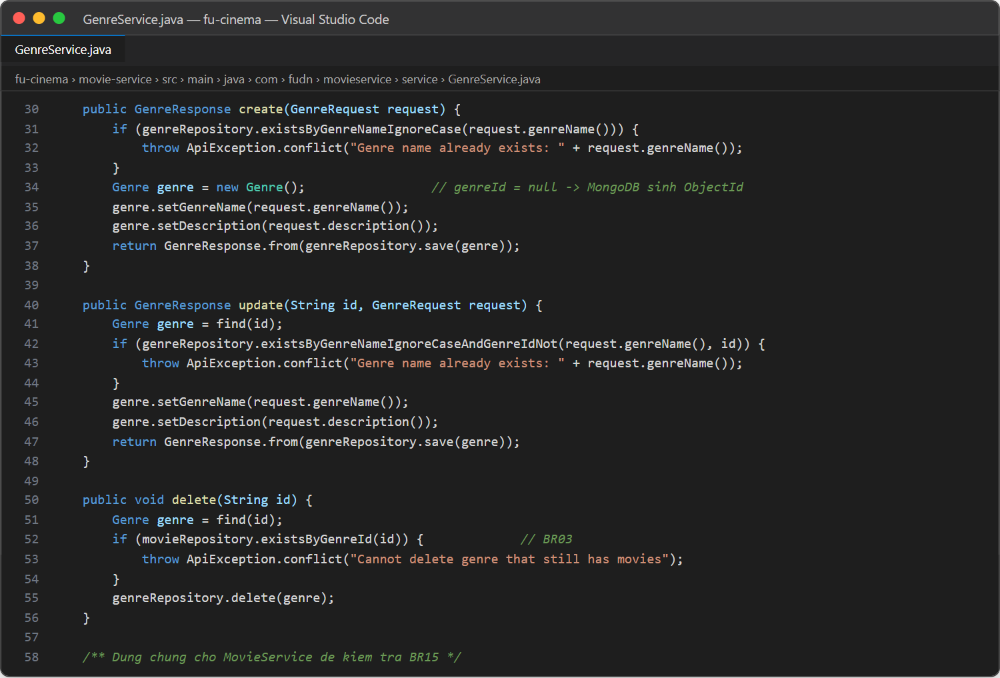 GenreService.java — fu-cinema — Visual Studio Code
GenreService.java
fu-cinema › movie-service › src › main › java › com › fudn › movieservice › service › GenreService.java
30 public GenreResponse create(GenreRequest request) {
31 if (genreRepository.existsByGenreNameIgnoreCase(request.genreName())) {
32 throw ApiException.conflict("Genre name already exists: " + request.genreName());
33 }
34 Genre genre = new Genre(); // genreId = null -> MongoDB sinh ObjectId
35 genre.setGenreName(request.genreName());
36 genre.setDescription(request.description());
37 return GenreResponse.from(genreRepository.save(genre));
38 }
39
40 public GenreResponse update(String id, GenreRequest request) {
41 Genre genre = find(id);
42 if (genreRepository.existsByGenreNameIgnoreCaseAndGenreIdNot(request.genreName(), id)) {
43 throw ApiException.conflict("Genre name already exists: " + request.genreName());
44 }
45 genre.setGenreName(request.genreName());
46 genre.setDescription(request.description());
47 return GenreResponse.from(genreRepository.save(genre));
48 }
49
50 public void delete(String id) {
51 Genre genre = find(id);
52 if (movieRepository.existsByGenreId(id)) { // BR03
53 throw ApiException.conflict("Cannot delete genre that still has movies");
54 }
55 genreRepository.delete(genre);
56 }
57
58 /** Dung chung cho MovieService de kiem tra BR15 */